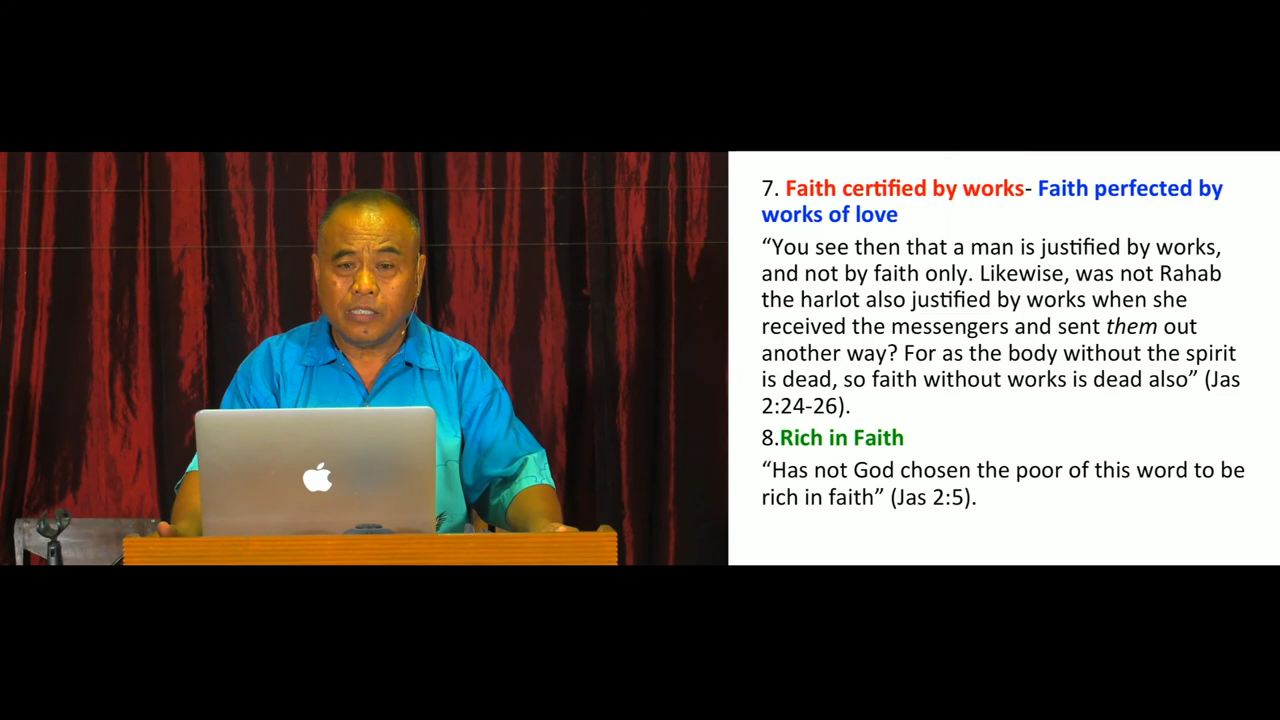 7. Faith certified by works- Faith perfected by
works of love
“You see then that a man is justified by works,
and not by faith only. Likewise, was not Rahab
the harlot also justified by works when she
received the messengers and sent them out
another way? For as the body without the spirit
is dead, so faith without works is dead also” (Jas
2:24-26).
8.Rich in Faith
“Has not God chosen the poor of this word to be
rich in faith” (Jas 2:5).